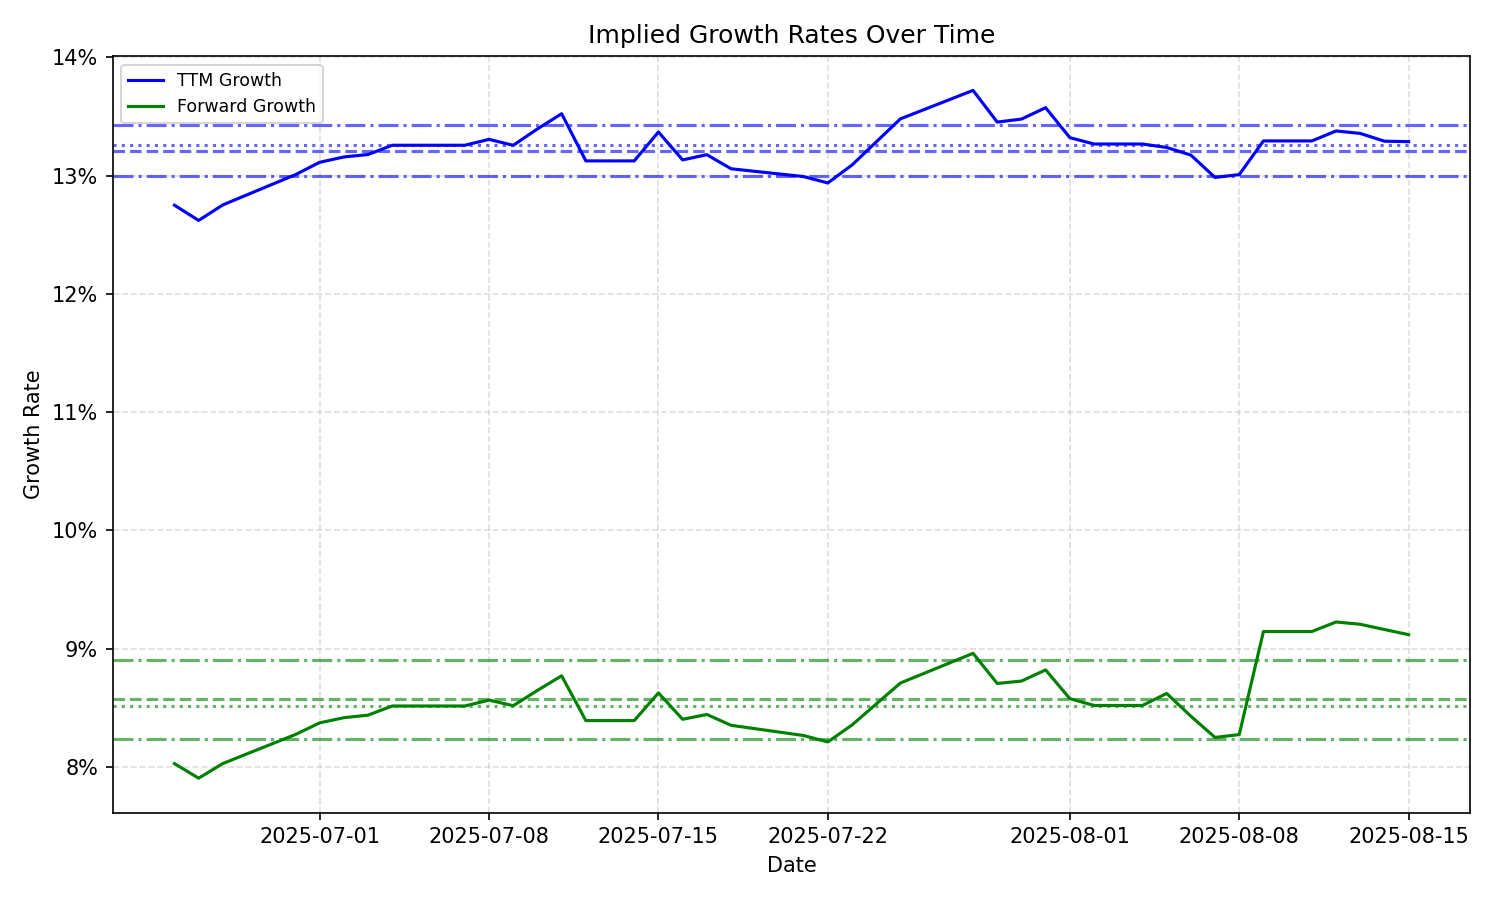 Implied Growth Rates Over Time
14%
13%
12%
11%
10%
9%
8%
Growth Rate
TTM Growth
Forward Growth
2025-07-01
2025-07-08
2025-07-15
2025-07-22
2025-08-01
2025-08-08
2025-08-15
Date